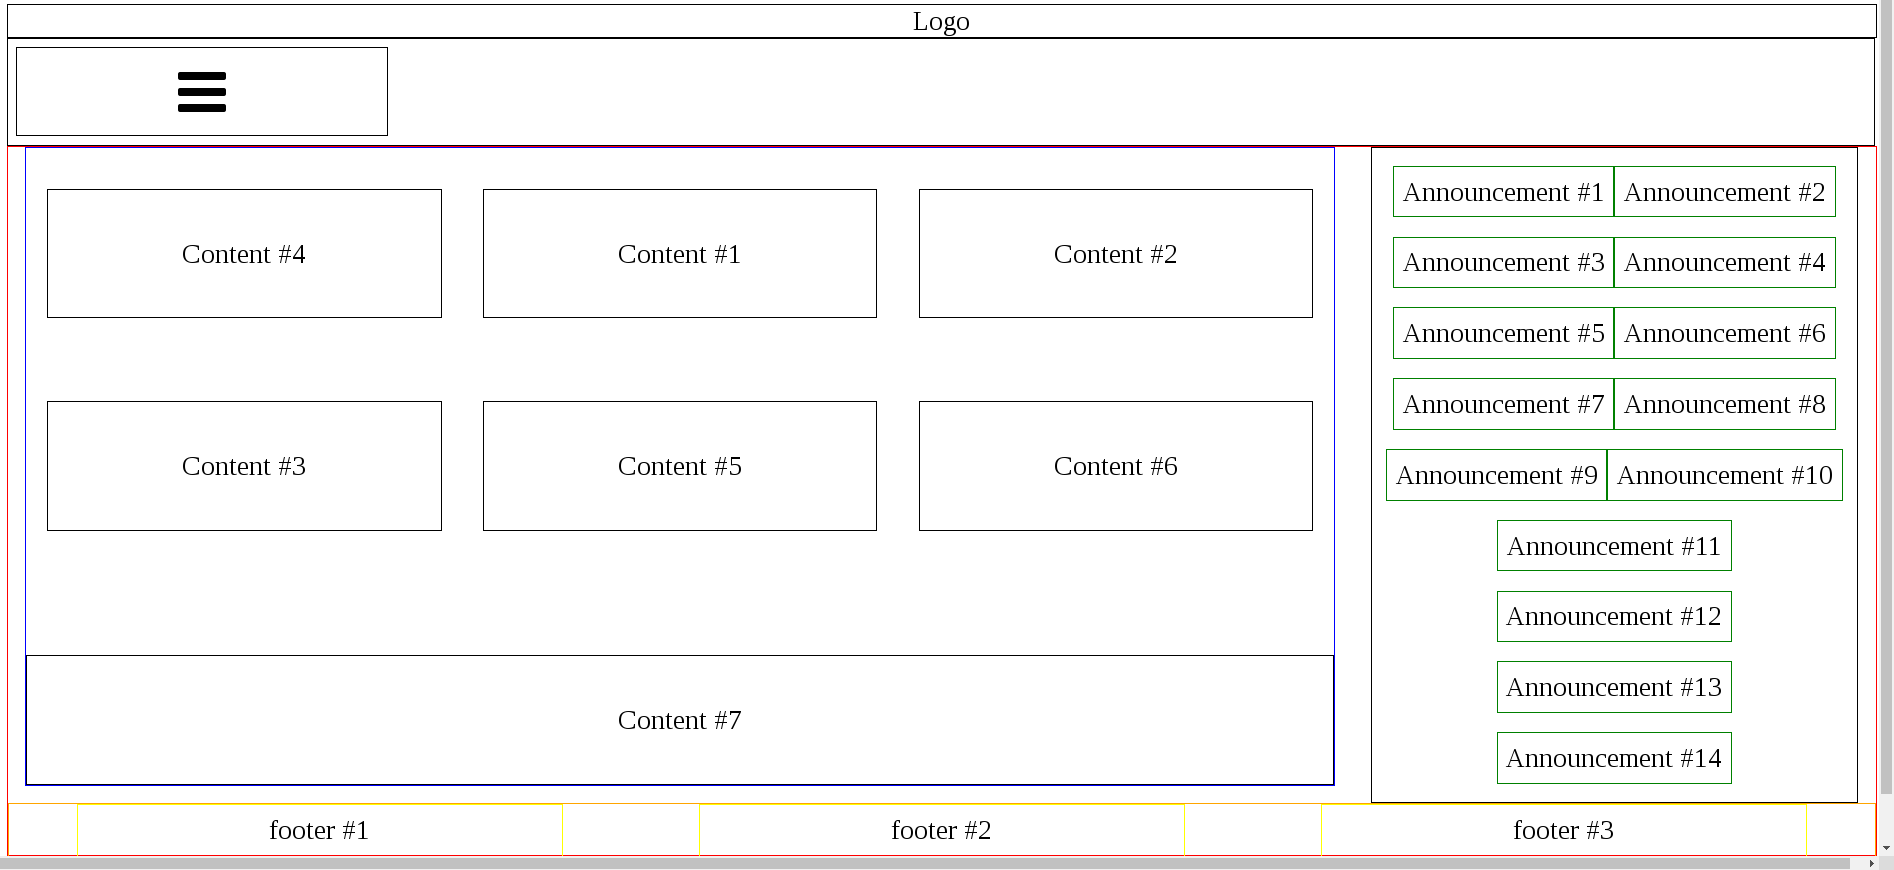 Logo
Content #4
Content #1
Content #2
Content #3
Content #5
Content #6
Content #7
Announcement #1
Announcement #2
Announcement #3
Announcement #4
Announcement #5
Announcement #6
Announcement #7
Announcement #8
Announcement #9
Announcement #10
Announcement #11
Announcement #12
Announcement #13
Announcement #14
footer #1
footer #2
footer #3